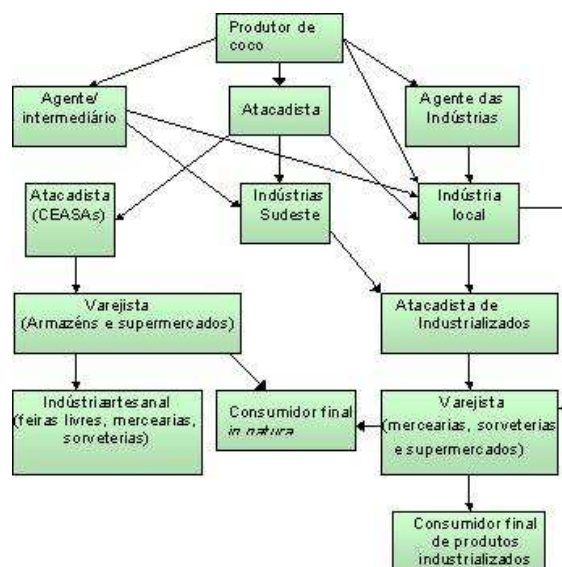 Produtor de
coco
Agente/
intermediário
Atacadista
Agente das
Indústrias
Atacadista
(CEASAs)
Indústrias
Sudeste
Indústria
local
Varejista
(Armazéns e supermercados)
Atacadista de
Industrializados
Indústriartesanal
(feiras livres, mercearias,
sorveterias)
Consumidor final
in natura
Varejista
(mercearias, sorveterias
e supermercados)
Consumidor final
de produtos
industrializados